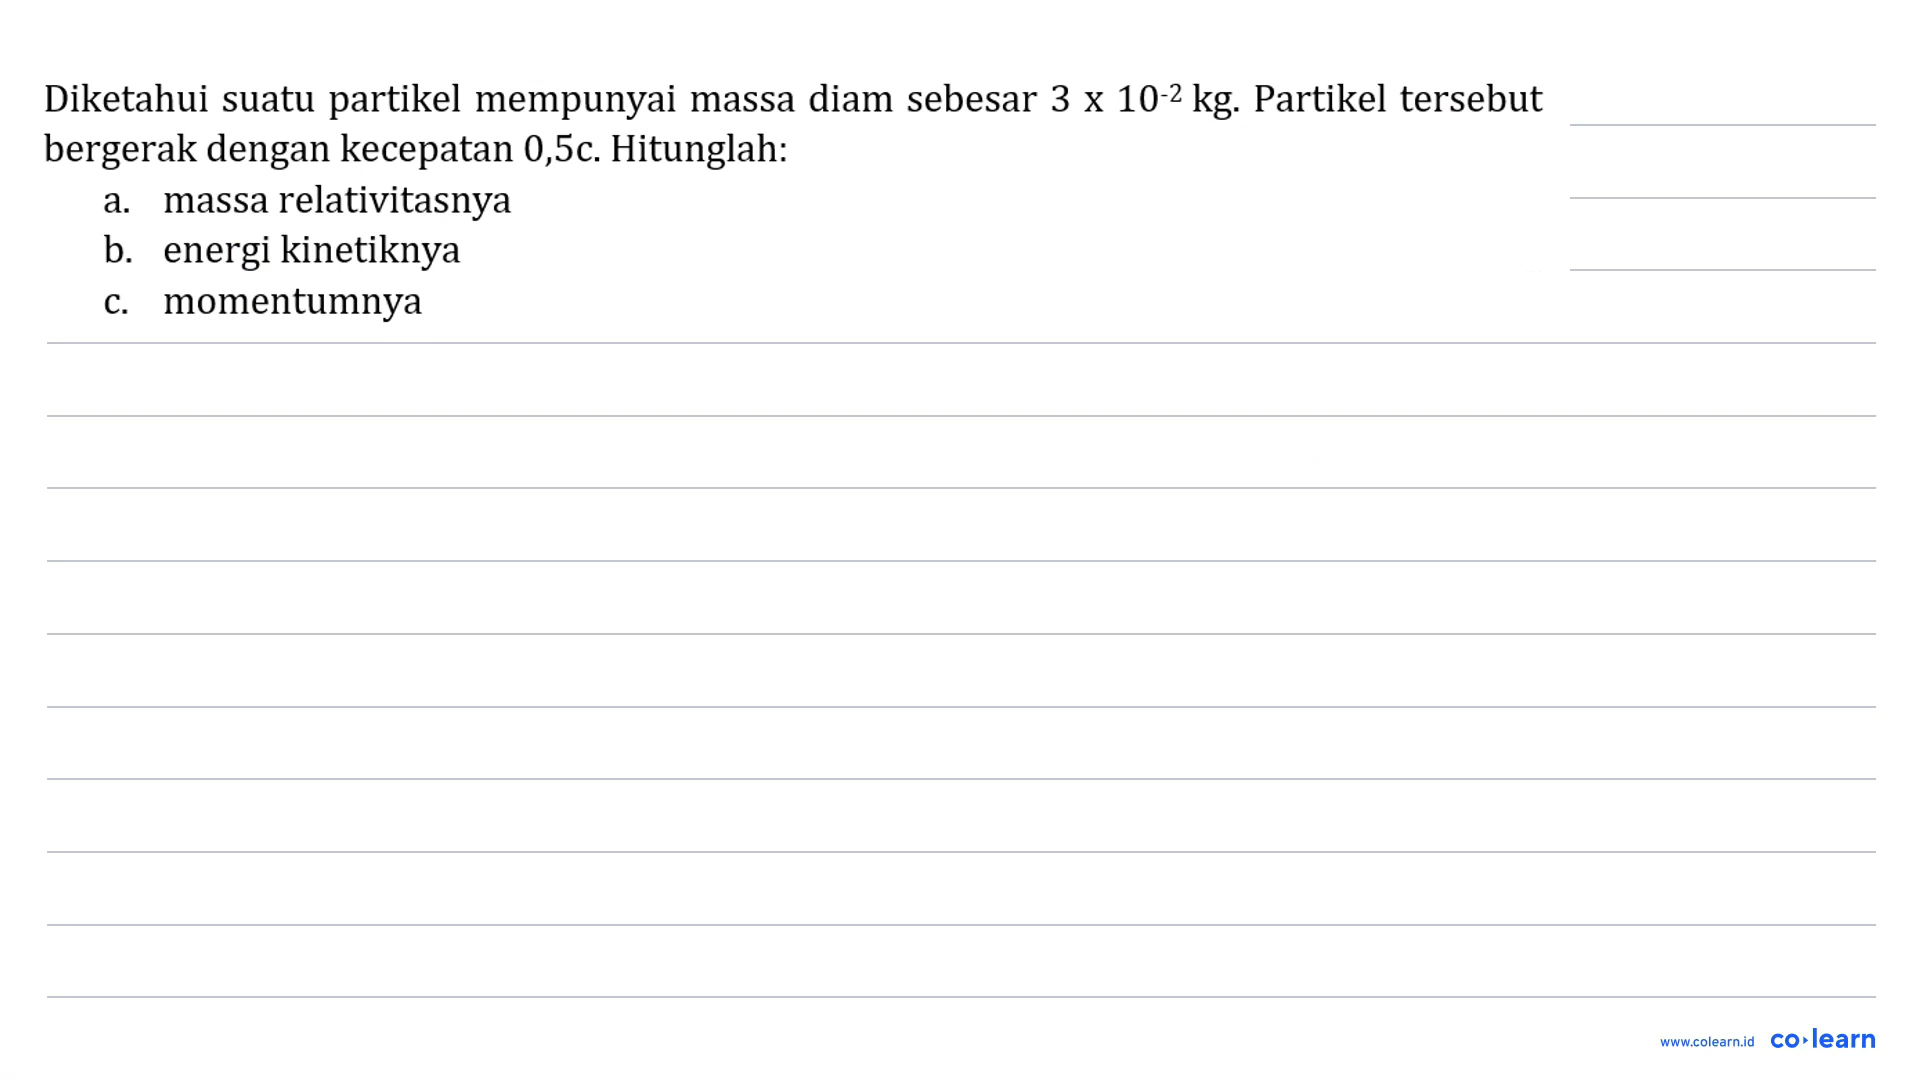 Diketahui suatu partikel mempunyai massa diam sebesar 3 x 10⁻² kg. Partikel tersebut
bergerak dengan kecepatan 0,5c. Hitunglah:
a. massa relativitasnya
b. energi kinetiknya
c. momentumnya
www.colearn.id co·learn